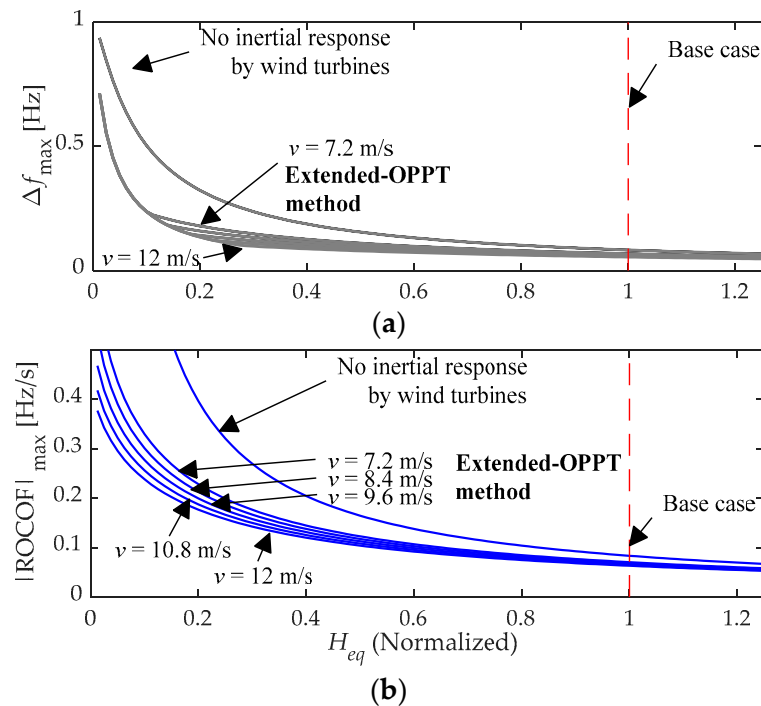 1
No inertial response
by wind turbines
Base case
v = 7.2 m/s
Extended-OPPT
method
0.5
Δf max [Hz]
v = 12 m/s
0
0 0.2 0.4 0.6 0.8 1 1.2
(a)
No inertial response
by wind turbines
0.4
|ROCOF| max [Hz/s]
0.3
v = 7.2 m/s
v = 8.4 m/s
v = 9.6 m/s
Extended-OPPT
method
0.2
Base case
v = 10.8 m/s
0.1
v = 12 m/s
0
0 0.2 0.4 0.6 0.8 1 1.2
Heq (Normalized)
(b)